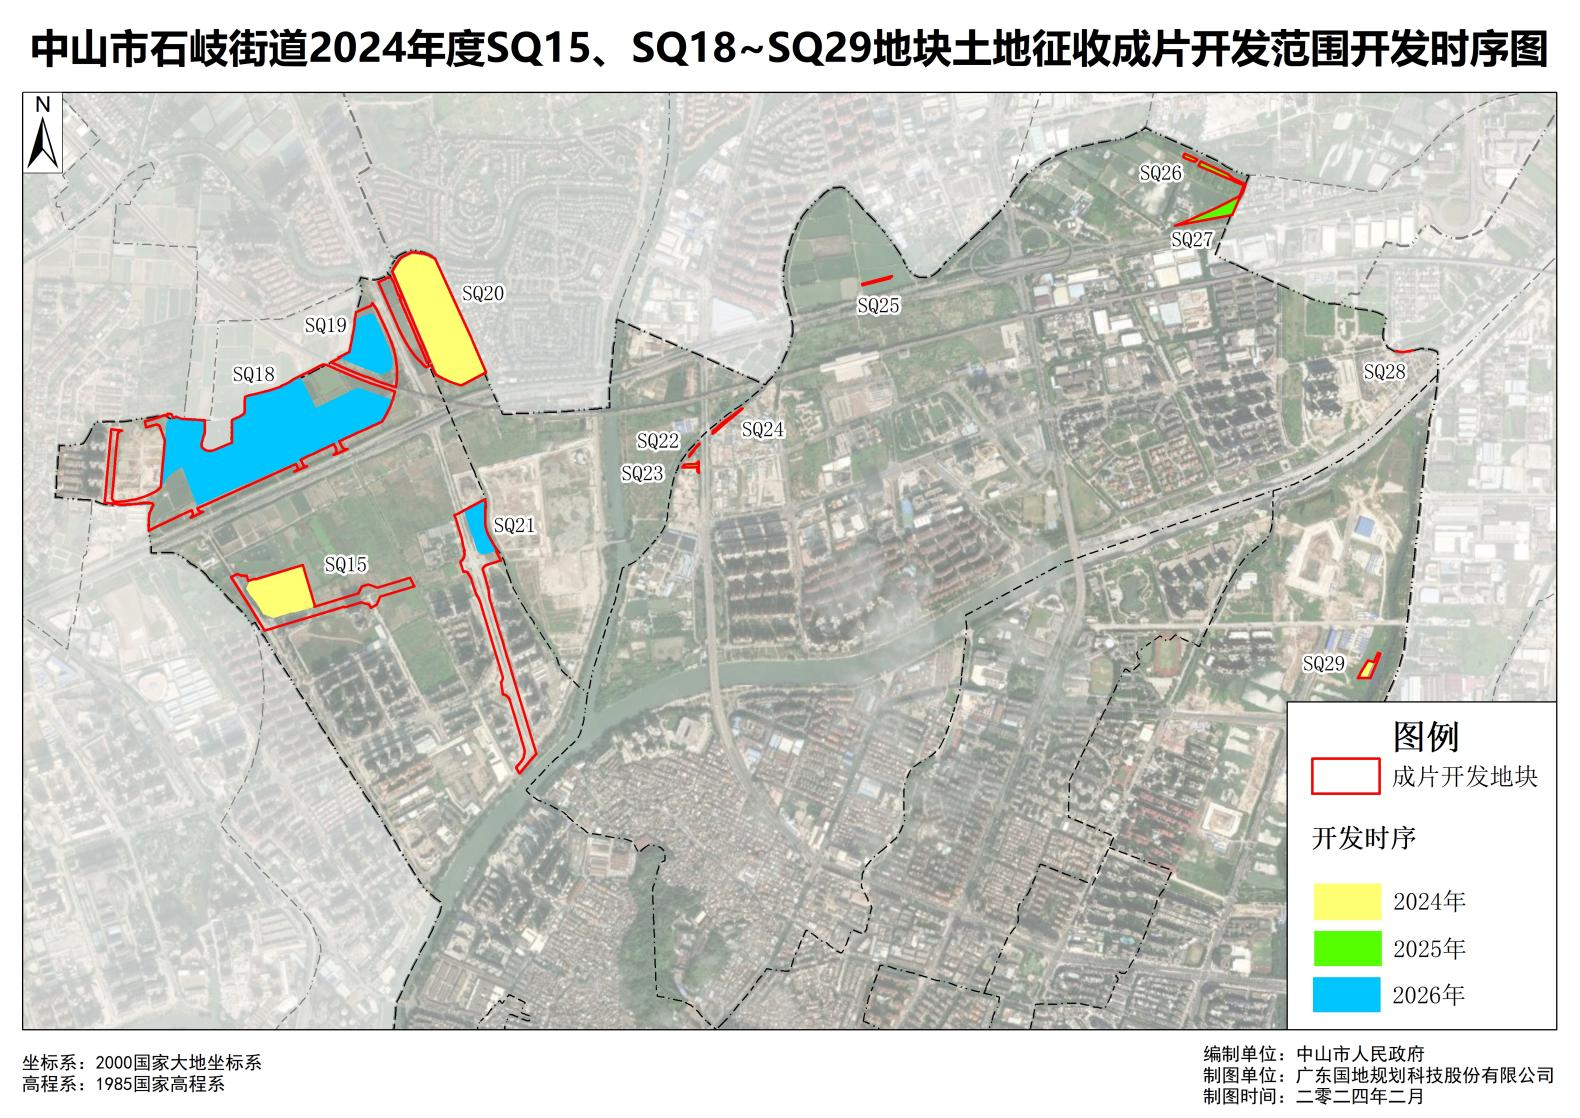 中山市石岐街道2024年度SQ15、SQ18~SQ29地块土地征收成片开发范围开发时序图
N
SQ26
SQ27
SQ20
SQ25
SQ19
SQ18
SQ28
SQ24
SQ22
SQ23
SQ21
SQ15
SQ29
图例
成片开发地块
开发时序
2024年
2025年
2026年
坐标系：2000国家大地坐标系
高程系：1985国家高程系
编制单位：中山市人民政府
制图单位：广东国地规划科技股份有限公司
制图时间：二零二四年二月